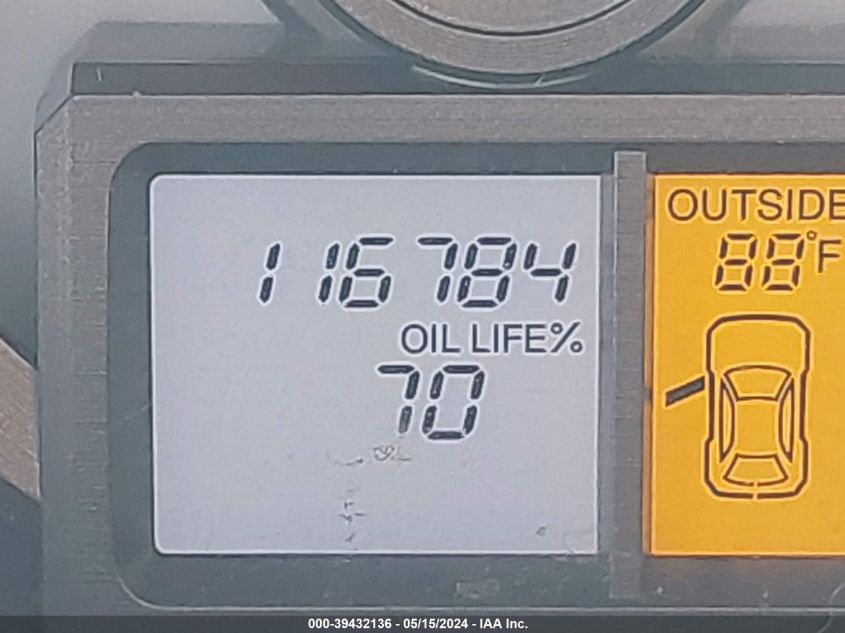 116784
OIL LIFE%
70
OUTSIDE
88°F
000-39432136 - 05/15/2024 - IAA Inc.